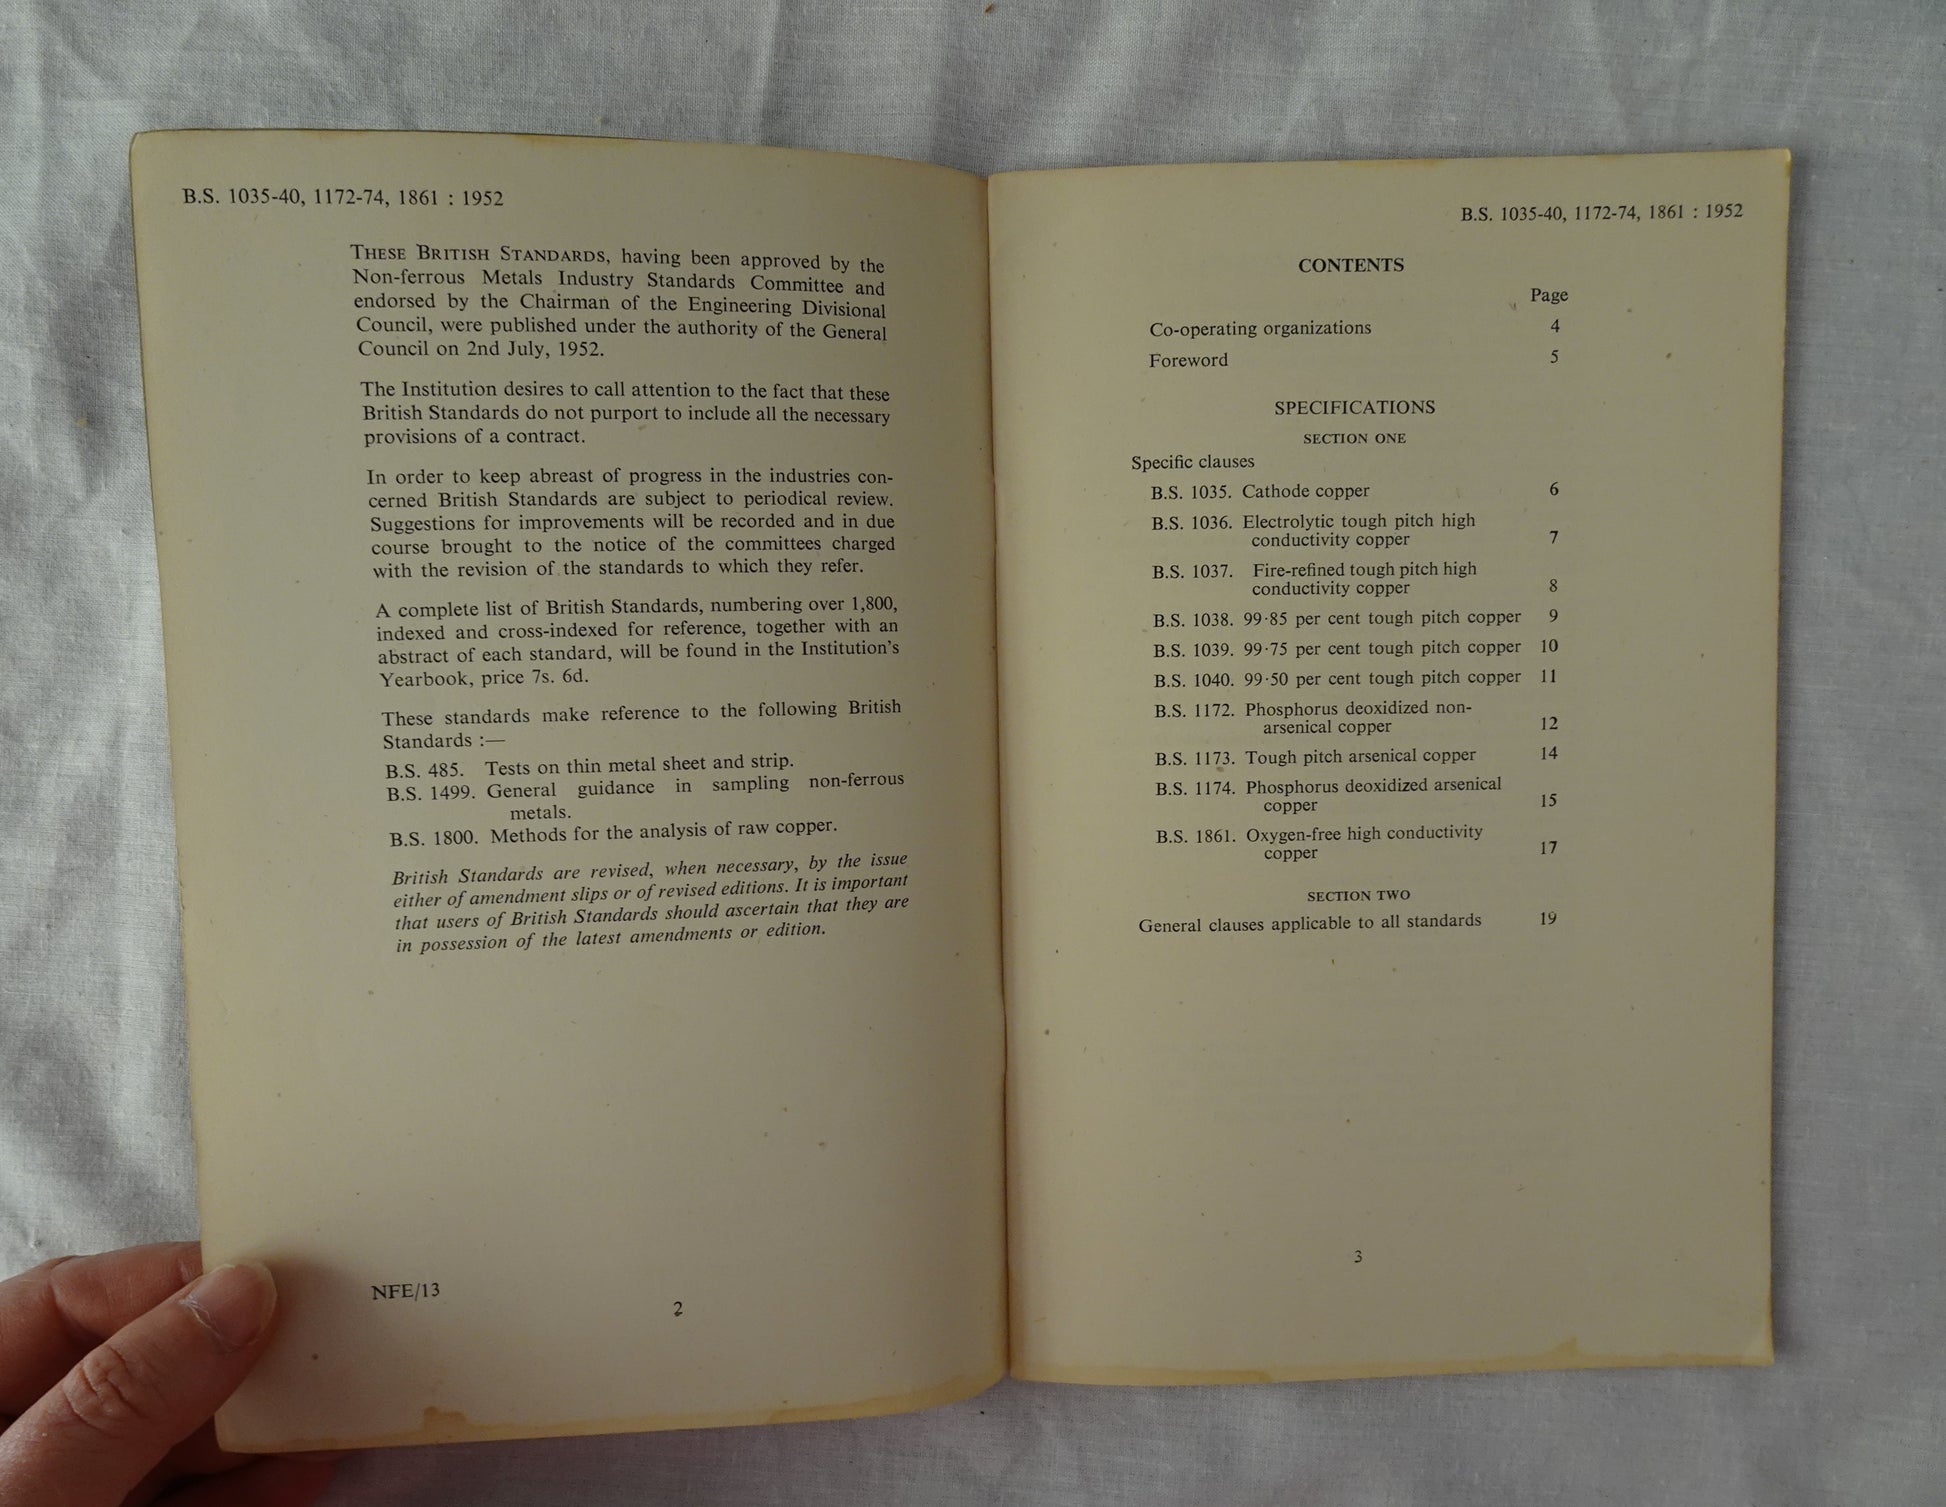 B.S. 1035-40, 1172-74, 1861 : 1952
THESE BRITISH STANDARDS, having been approved by the
Non-ferrous Metals Industry Standards Committee and
endorsed by the Chairman of the Engineering Divisional
Council, were published under the authority of the General
Council on 2nd July, 1952.
The Institution desires to call attention to the fact that these
British Standards do not purport to include all the necessary
provisions of a contract.
In order to keep abreast of progress in the industries con-
cerned British Standards are subject to periodical review.
Suggestions for improvements will be recorded and in due
course brought to the notice of the committees charged
with the revision of the standards to which they refer.
A complete list of British Standards, numbering over 1,800,
indexed and cross-indexed for reference, together with an
abstract of each standard, will be found in the Institution's
Yearbook, price 7s. 6d.
These standards make reference to the following British
Standards :—
B.S. 485. Tests on thin metal sheet and strip.
B.S. 1499. General guidance in sampling non-ferrous
metals.
B.S. 1800. Methods for the analysis of raw copper.
British Standards are revised, when necessary, by the issue
either of amendment slips or of revised editions. It is important
that users of British Standards should ascertain that they are
in possession of the latest amendments or edition.
NFE/13
2
B.S. 1035-40, 1172-74, 1861 : 1952
CONTENTS
Page
Co-operating organizations 4
Foreword 5
SPECIFICATIONS
SECTION ONE
Specific clauses
B.S. 1035. Cathode copper 6
B.S. 1036. Electrolytic tough pitch high
conductivity copper 7
B.S. 1037. Fire-refined tough pitch high
conductivity copper 8
B.S. 1038. 99·85 per cent tough pitch copper 9
B.S. 1039. 99·75 per cent tough pitch copper 10
B.S. 1040. 99·50 per cent tough pitch copper 11
B.S. 1172. Phosphorus deoxidized non-
arsenical copper 12
B.S. 1173. Tough pitch arsenical copper 14
B.S. 1174. Phosphorus deoxidized arsenical
copper 15
B.S. 1861. Oxygen-free high conductivity
copper 17
SECTION TWO
General clauses applicable to all standards 19
3